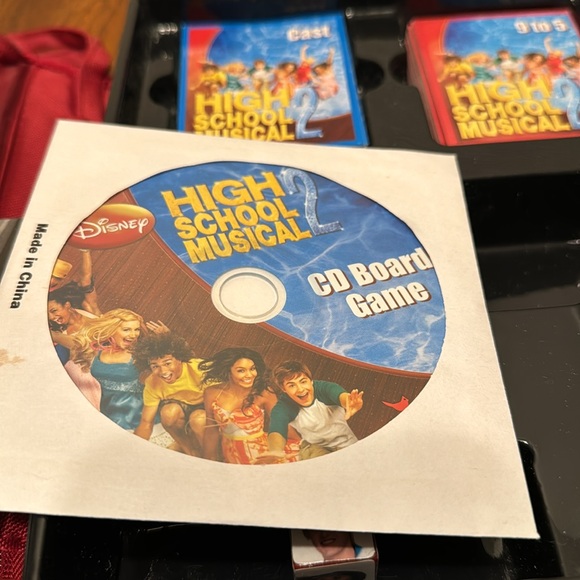 Cast
HIGH
SCHOOL
MUSICAL 2
9 to 5
HIGH
SCHOOL
MUSICAL
Made in China
Disney
HIGH
SCHOOL
MUSICAL 2
CD Board
Game